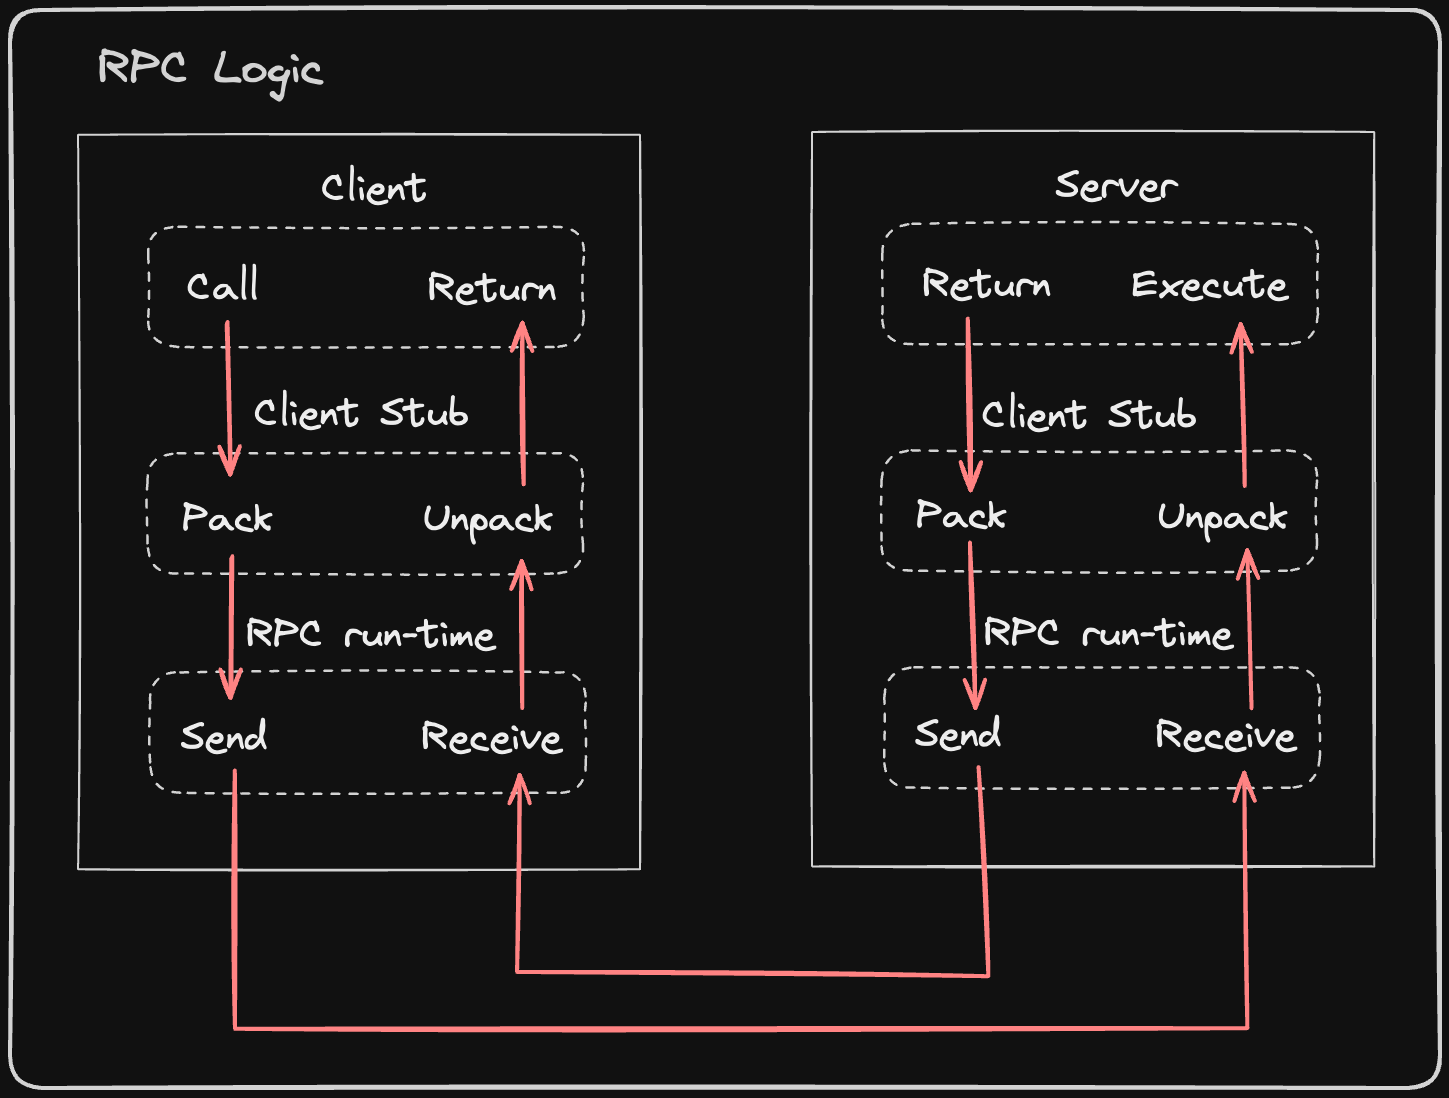 RPC Logic
Client
Call
Return
Client Stub
Pack
Unpack
RPC run-time
Send
Receive
Server
Return
Execute
Client Stub
Pack
Unpack
RPC run-time
Send
Receive